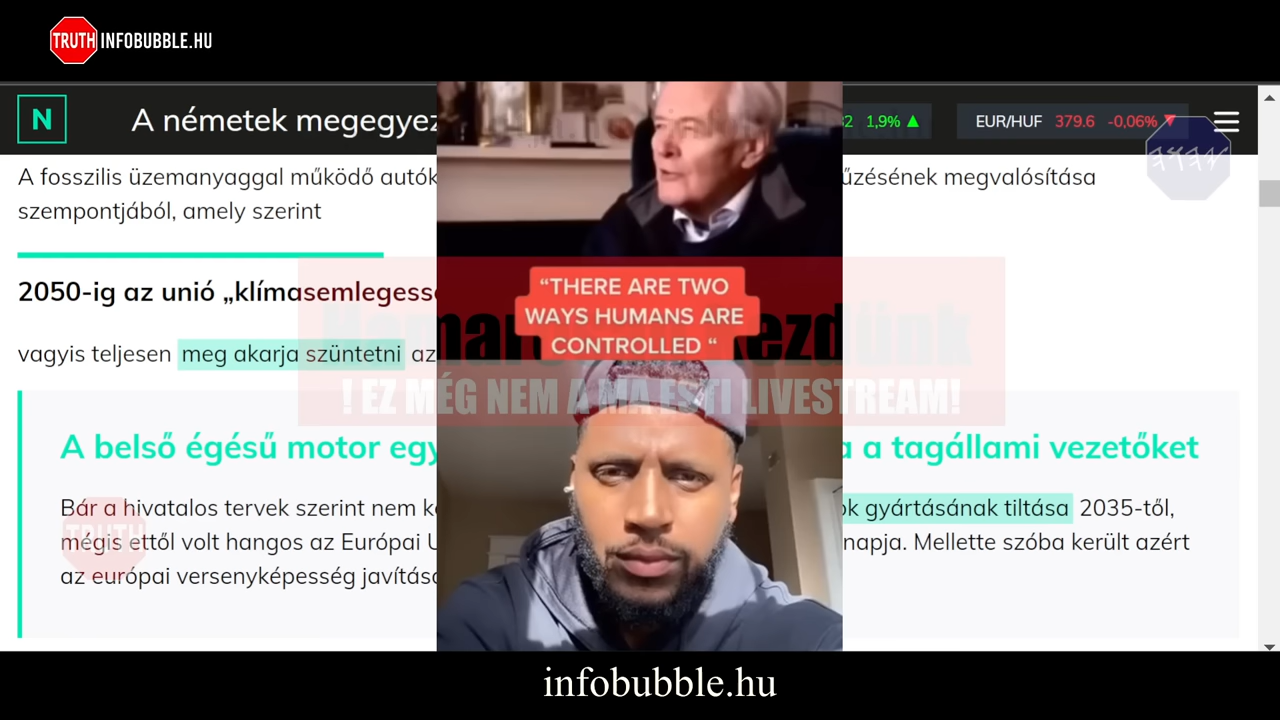 TRUTH INFOBUBBLE.HU
N
A németek megegyez
1,9% ▲
EUR/HUF 379.6 -0,06% ▼
A fosszilis üzemanyaggal működő autók
űzésének megvalósítása
szempontjából, amely szerint
2050-ig az unió „klímasemlegess
vagyis teljesen meg akarja szüntetni az
“THERE ARE TWO
WAYS HUMANS ARE
CONTROLLED “
! EZ MÉG NEM A MA ESTI LIVESTREAM!
A belső égésű motor egy
a a tagállami vezetőket
Bár a hivatalos tervek szerint nem k
ok gyártásának tiltása 2035-től,
mégis ettől volt hangos az Európai U
napja. Mellette szóba került azért
az európai versenyképesség javítás
TRUTH
infobubble.hu